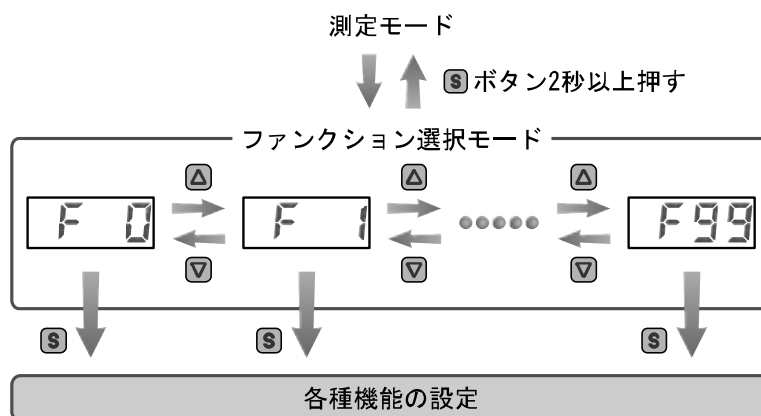 測定モード
S ボタン2秒以上押す
ファンクション選択モード
F 0
F 1
F99
S
S
S
各種機能の設定